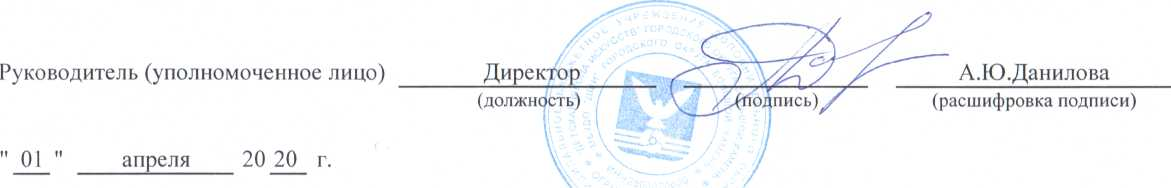 Руководитель (уполномоченное лицо) Директор А.Ю.Данилова
(должность) (подпись) (расшифровка подписи)
" 01 " апреля 20 20 г.